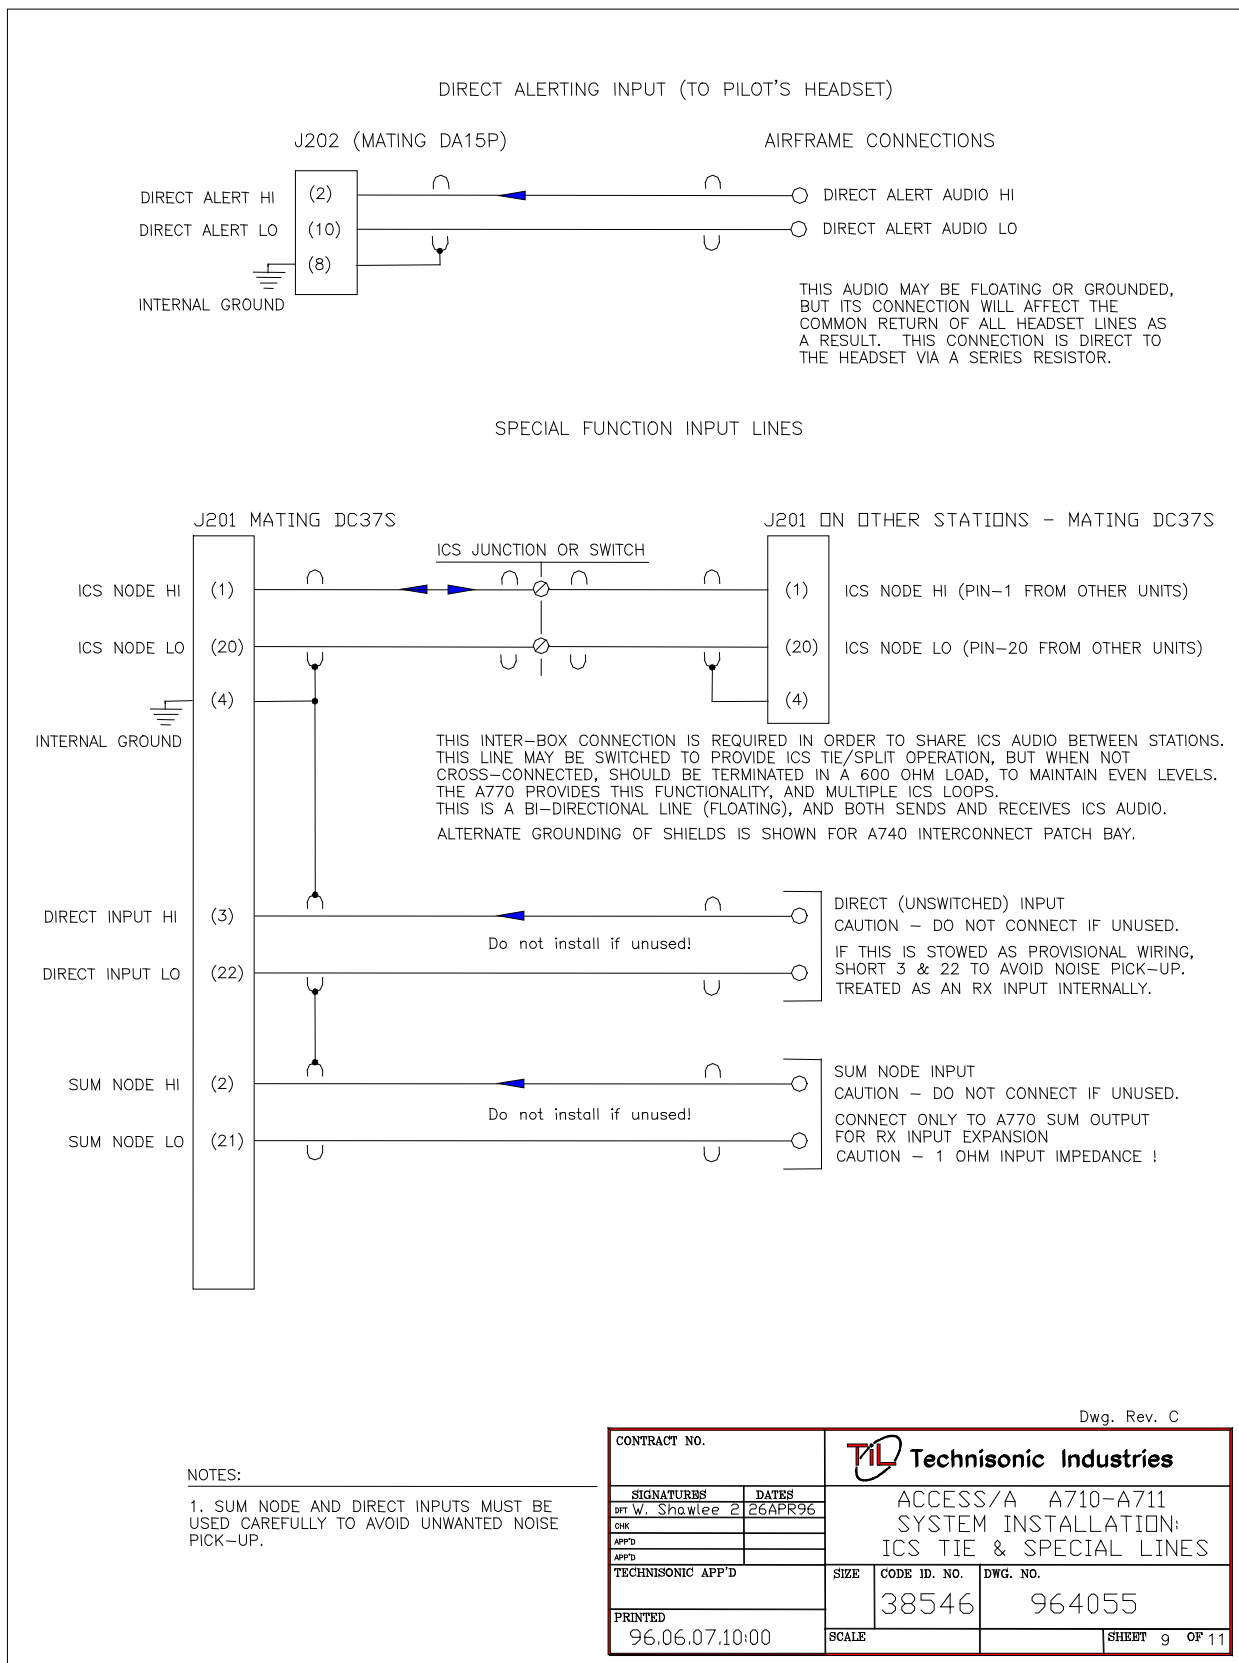 DIRECT ALERTING INPUT (TO PILOT'S HEADSET)
J202 (MATING DA15P)
AIRFRAME CONNECTIONS
DIRECT ALERT HI (2) DIRECT ALERT AUDIO HI
DIRECT ALERT LO (10) DIRECT ALERT AUDIO LO
(8)
INTERNAL GROUND
THIS AUDIO MAY BE FLOATING OR GROUNDED,
BUT ITS CONNECTION WILL AFFECT THE
COMMON RETURN OF ALL HEADSET LINES AS
A RESULT. THIS CONNECTION IS DIRECT TO
THE HEADSET VIA A SERIES RESISTOR.
SPECIAL FUNCTION INPUT LINES
J201 MATING DC37S
J201 ON OTHER STATIONS - MATING DC37S
ICS JUNCTION OR SWITCH
ICS NODE HI (1) (1) ICS NODE HI (PIN-1 FROM OTHER UNITS)
ICS NODE LO (20) (20) ICS NODE LO (PIN-20 FROM OTHER UNITS)
(4) (4)
INTERNAL GROUND
THIS INTER-BOX CONNECTION IS REQUIRED IN ORDER TO SHARE ICS AUDIO BETWEEN STATIONS.
THIS LINE MAY BE SWITCHED TO PROVIDE ICS TIE/SPLIT OPERATION, BUT WHEN NOT
CROSS-CONNECTED, SHOULD BE TERMINATED IN A 600 OHM LOAD, TO MAINTAIN EVEN LEVELS.
THE A770 PROVIDES THIS FUNCTIONALITY, AND MULTIPLE ICS LOOPS.
THIS IS A BI-DIRECTIONAL LINE (FLOATING), AND BOTH SENDS AND RECEIVES ICS AUDIO.
ALTERNATE GROUNDING OF SHIELDS IS SHOWN FOR A740 INTERCONNECT PATCH BAY.
DIRECT INPUT HI (3)
DIRECT (UNSWITCHED) INPUT
CAUTION - DO NOT CONNECT IF UNUSED.
Do not install if unused!
IF THIS IS STOWED AS PROVISIONAL WIRING,
SHORT 3 & 22 TO AVOID NOISE PICK-UP.
TREATED AS AN RX INPUT INTERNALLY.
DIRECT INPUT LO (22)
SUM NODE HI (2)
SUM NODE INPUT
CAUTION - DO NOT CONNECT IF UNUSED.
Do not install if unused!
CONNECT ONLY TO A770 SUM OUTPUT
FOR RX INPUT EXPANSION
CAUTION - 1 OHM INPUT IMPEDANCE !
SUM NODE LO (21)
Dwg. Rev. C
NOTES:
1. SUM NODE AND DIRECT INPUTS MUST BE
USED CAREFULLY TO AVOID UNWANTED NOISE
PICK-UP.
CONTRACT NO.
TiL Technisonic Industries
SIGNATURES DATES
DFT W. Shawlee 2 26APR96
CHK
APP'D
APP'D
ACCESS/A A710-A711
SYSTEM INSTALLATION:
ICS TIE & SPECIAL LINES
TECHNISONIC APP'D
SIZE
CODE ID. NO.
38546
DWG. NO.
964055
PRINTED
96.06.07.10:00
SCALE
SHEET 9 OF 11